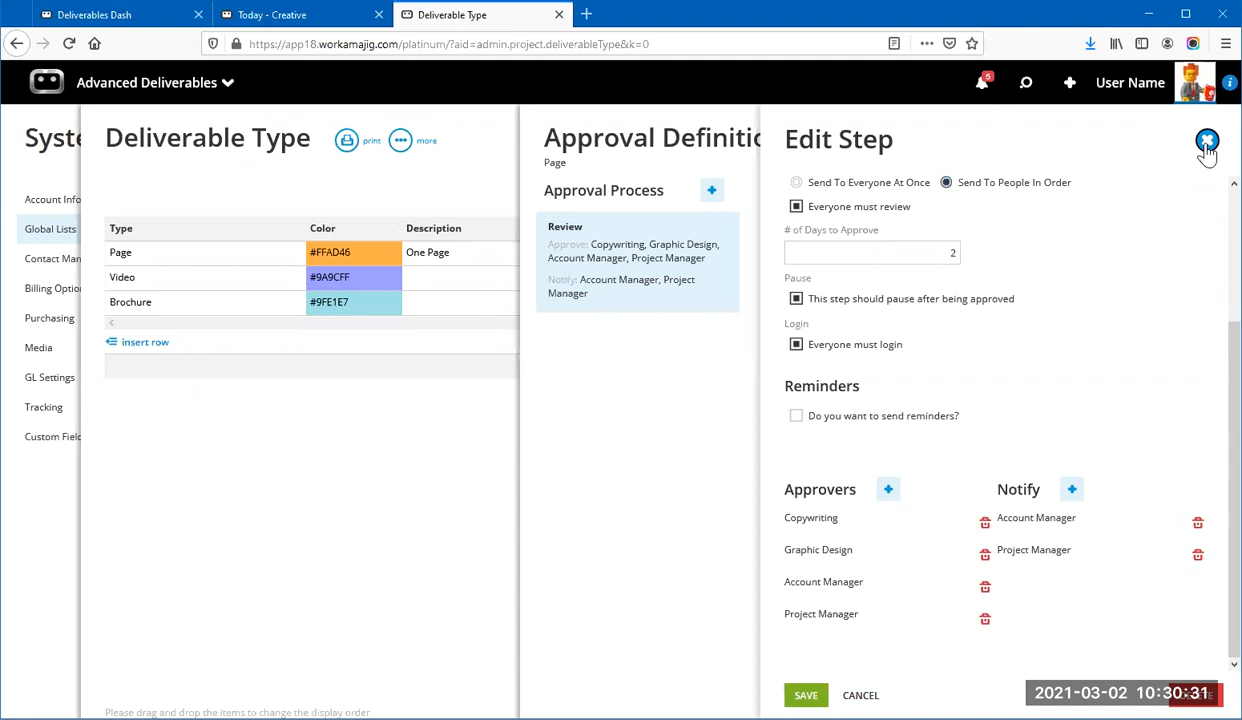 Deliverables Dash
Today - Creative
Deliverable Type
https://app18.workamajig.com/platinum/?aid=admin.project.deliverableType&k=0
Advanced Deliverables
5
User Name
Syste
Account Info
Global Lists
Contact Man
Billing Optio
Purchasing
Media
GL Settings
Tracking
Custom Field
Deliverable Type
print
more
Type Color Description
Page #FFAD46 One Page
Video #9A9CFF
Brochure #9FE1E7
insert row
Please drag and drop the items to change the display order
Approval Definitio
Page
Approval Process
Review
Approve: Copywriting, Graphic Design,
Account Manager, Project Manager
Notify: Account Manager, Project
Manager
Edit Step
Send To Everyone At Once Send To People In Order
Everyone must review
# of Days to Approve
2
Pause
This step should pause after being approved
Login
Everyone must login
Reminders
Do you want to send reminders?
Approvers Notify
Copywriting Account Manager
Graphic Design Project Manager
Account Manager
Project Manager
SAVE CANCEL
2021-03-02 10:30:31